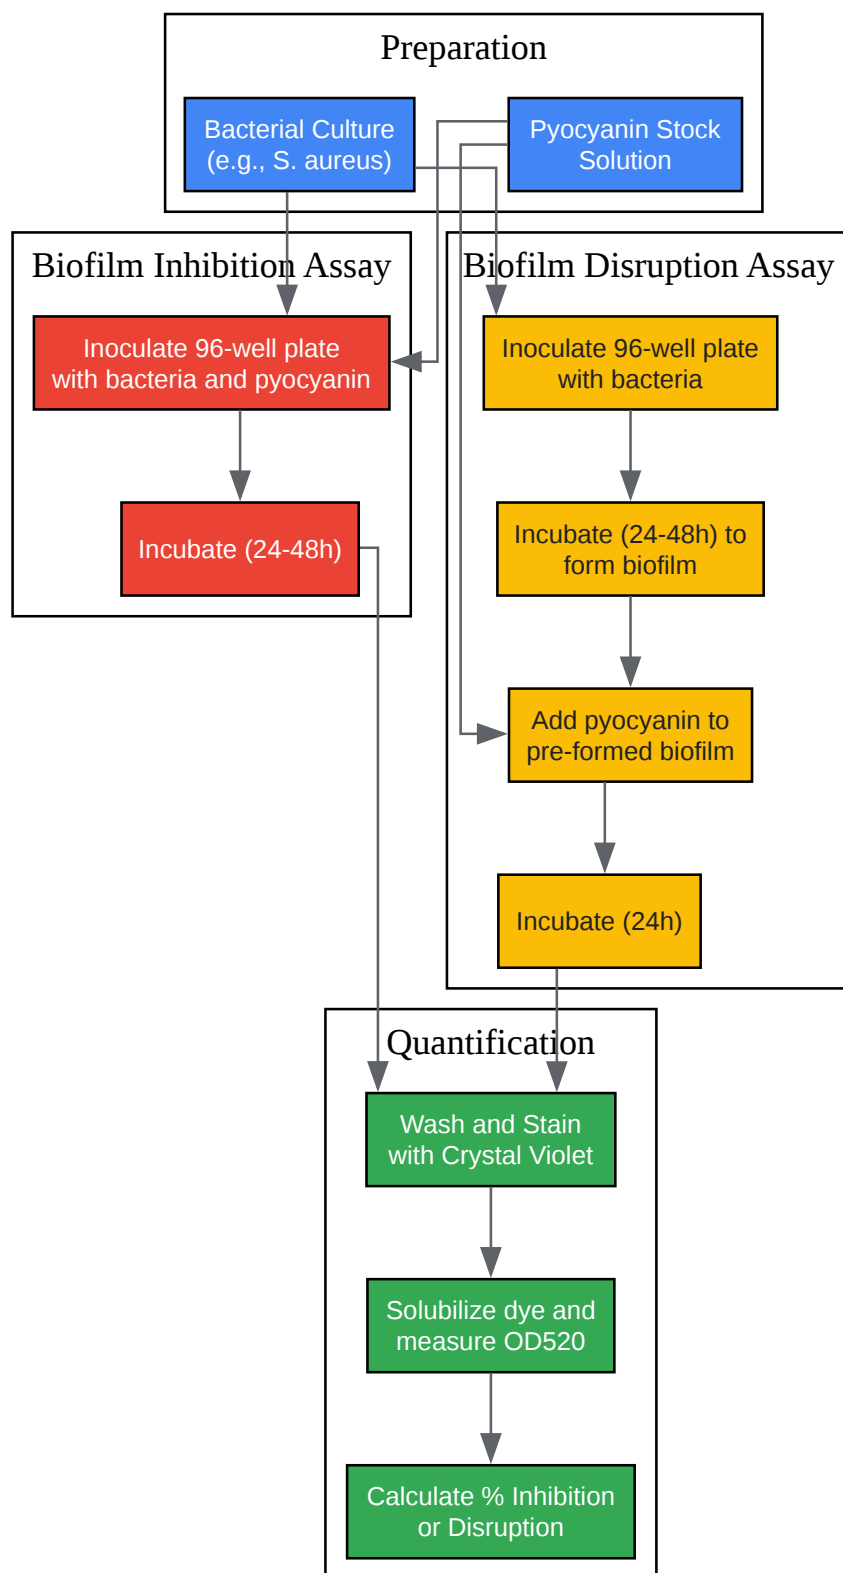 Preparation
Bacterial Culture
(e.g., S. aureus)
Pyocyanin Stock
Solution
Biofilm Inhibition Assay
Inoculate 96-well plate
with bacteria and pyocyanin
Incubate (24-48h)
Biofilm Disruption Assay
Inoculate 96-well plate
with bacteria
Incubate (24-48h) to
form biofilm
Add pyocyanin to
pre-formed biofilm
Incubate (24h)
Quantification
Wash and Stain
with Crystal Violet
Solubilize dye and
measure OD520
Calculate % Inhibition
or Disruption